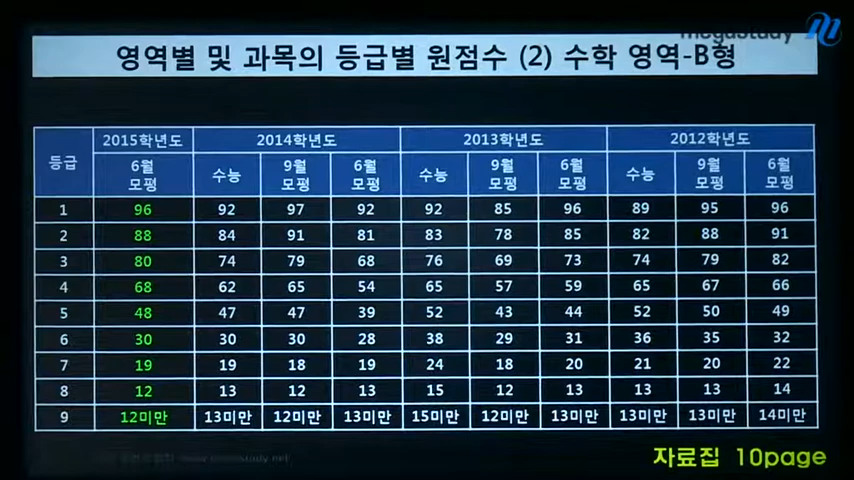 megastudy
영역별 및 과목의 등급별 원점수 (2) 수학 영역-B형
등급 2015학년도 2014학년도 2013학년도 2012학년도
6월 모평 수능 9월 모평 6월 모평 수능 9월 모평 6월 모평 수능 9월 모평 6월 모평
1 96 92 97 92 92 85 96 89 95 96
2 88 84 91 81 83 78 85 82 88 91
3 80 74 79 68 76 69 73 74 79 82
4 68 62 65 54 65 57 59 65 67 66
5 48 47 47 39 52 43 44 52 50 49
6 30 30 30 28 38 29 31 36 35 32
7 19 19 18 19 24 18 20 21 20 22
8 12 13 12 13 15 12 13 13 13 14
9 12미만 13미만 12미만 13미만 15미만 12미만 13미만 13미만 13미만 14미만
자료집 10page